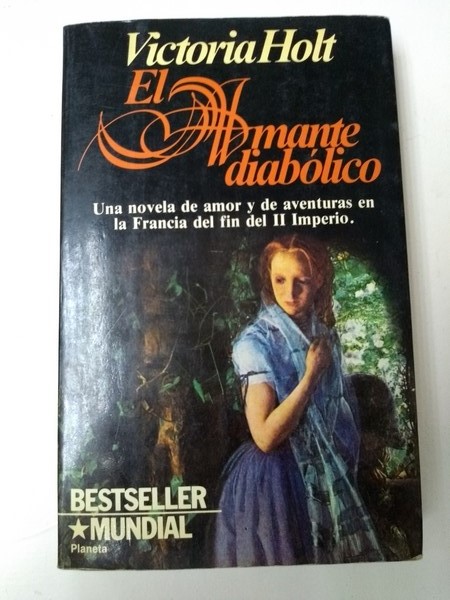 Victoria Holt
El Amante
diabólico
Una novela de amor y de aventuras en
la Francia del fin del II Imperio.
BESTSELLER
★MUNDIAL
Planeta